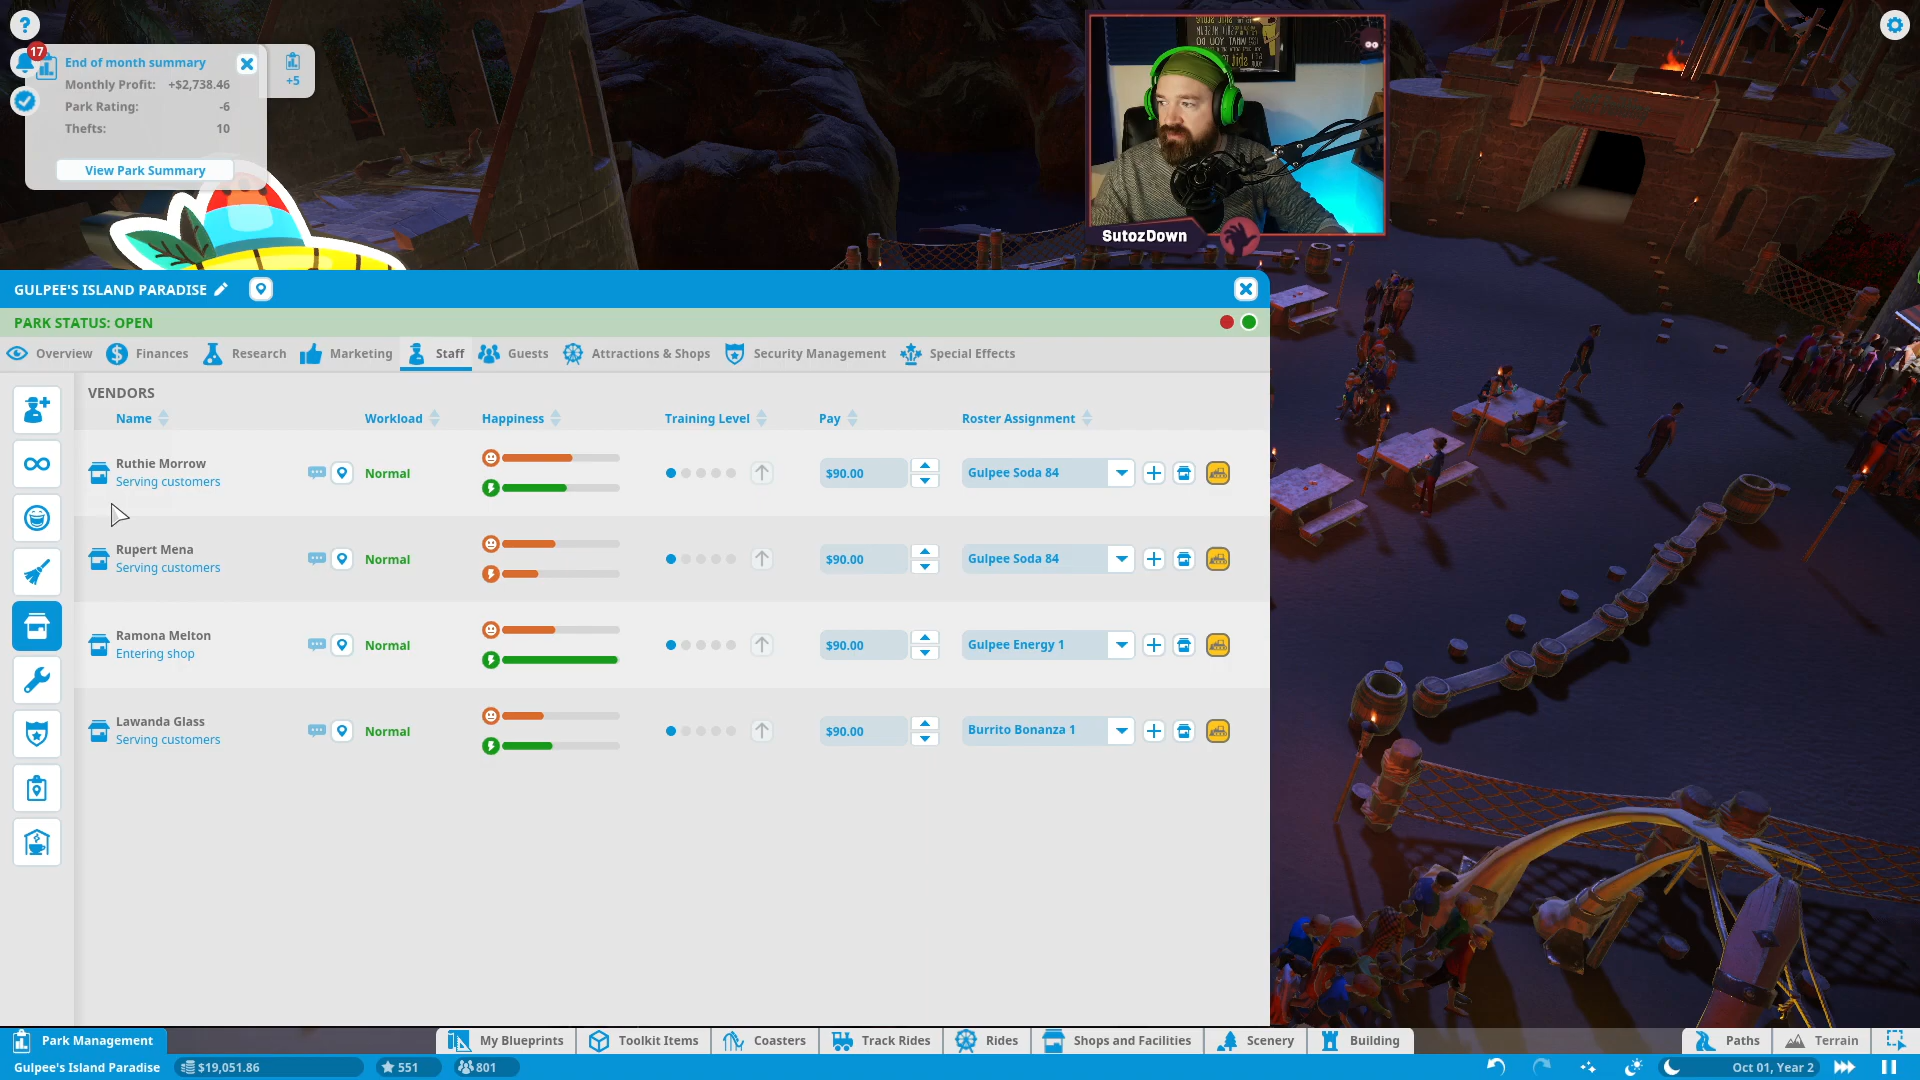 17
End of month summary
Monthly Profit: +$2,738.46
Park Rating: -6
Thefts: 10
View Park Summary
+5
SutozDown
GULPEE'S ISLAND PARADISE
PARK STATUS: OPEN
Overview Finances Research Marketing Staff Guests Attractions & Shops Security Management Special Effects
VENDORS
Name Workload Happiness Training Level Pay Roster Assignment
Ruthie Morrow
Serving customers
Normal $90.00 Gulpee Soda 84
Rupert Mena
Serving customers
Normal $90.00 Gulpee Soda 84
Ramona Melton
Entering shop
Normal $90.00 Gulpee Energy 1
Lawanda Glass
Serving customers
Normal $90.00 Burrito Bonanza 1
Park Management My Blueprints Toolkit Items Coasters Track Rides Rides Shops and Facilities Scenery Building Paths Terrain
Gulpee's Island Paradise $19,051.86 551 801 Oct 01, Year 2